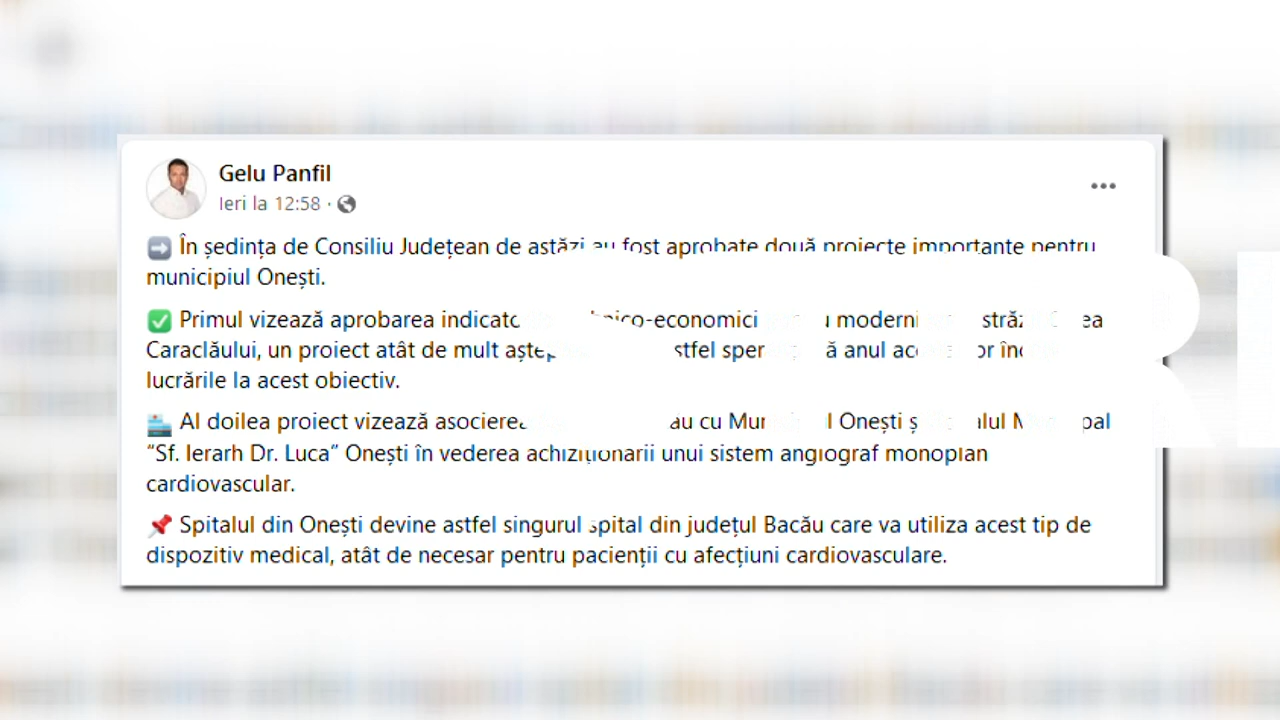 Gelu Panfil
Ieri la 12:58
În ședința de Consiliu Județean de astăzi au fost aprobate două proiecte importante pentru
municipiul Onești.
Primul vizează aprobarea moderni
Caraclăului, un proiect atât de mult anul
lucrările la acest obiectiv.
Al doilea proiect vizează asocierea cu Onești
“Sf. Ierarh Dr. Luca” Onești în vederea achiziționarii unui sistem angiograf monoplan
cardiovascular.
Spitalul din Onești devine astfel singurul spital din județul Bacău care va utiliza acest tip de
dispozitiv medical, atât de necesar pentru pacienții cu afecțiuni cardiovasculare.